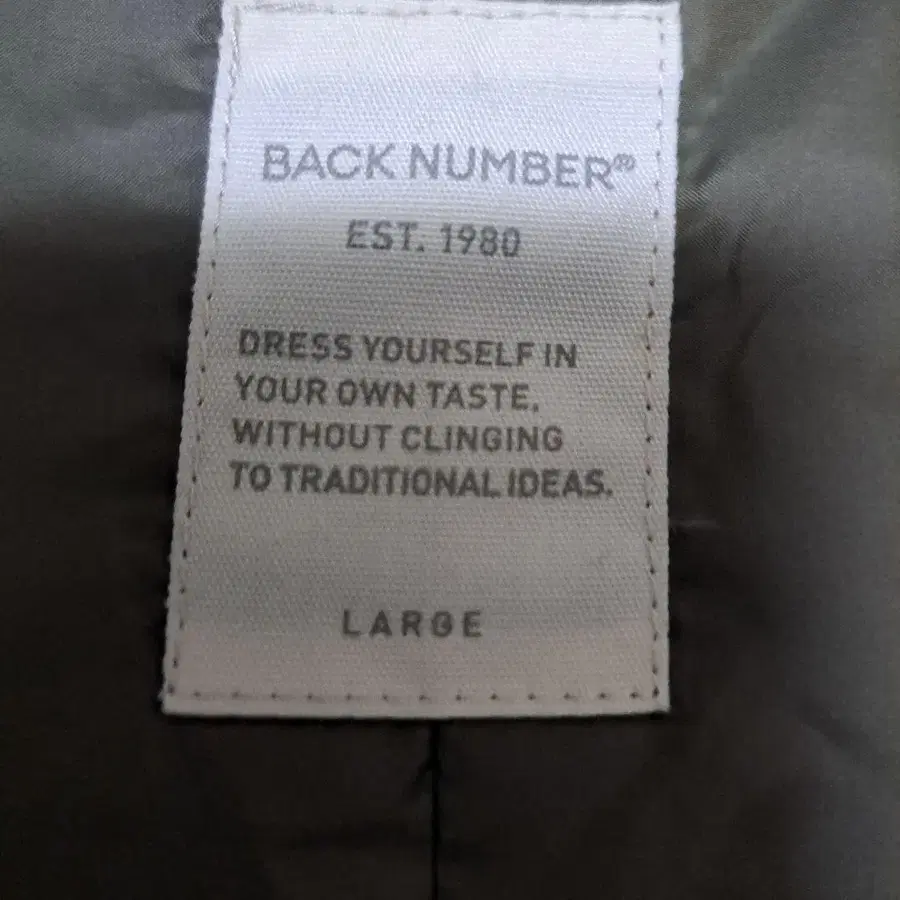 BACK NUMBER®
EST. 1980
DRESS YOURSELF IN
YOUR OWN TASTE,
WITHOUT CLINGING
TO TRADITIONAL IDEAS.
LARGE